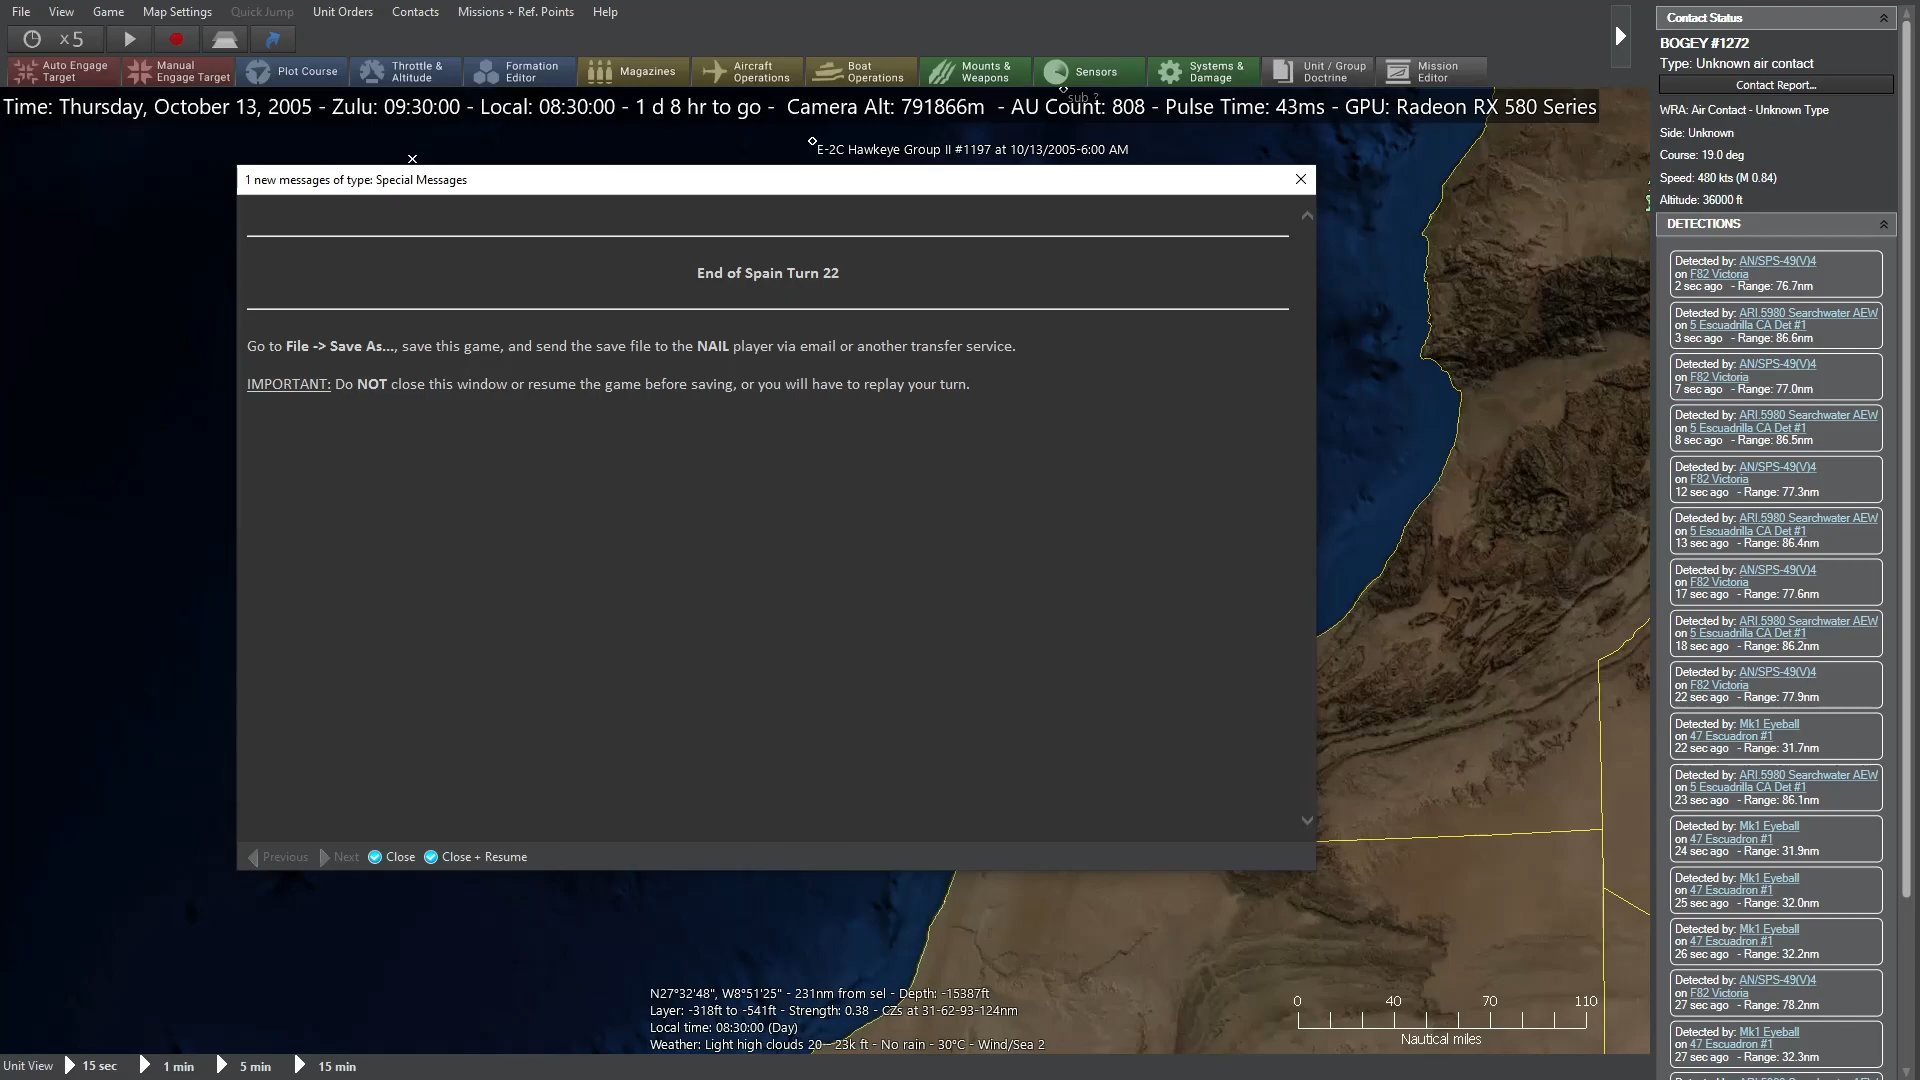 File View Game Map Settings Quick Jump Unit Orders Contacts Missions + Ref. Points Help
x5
Auto Engage Target
Manual Engage Target
Plot Course
Throttle & Altitude
Formation Editor
Magazines
Aircraft Operations
Boat Operations
Mounts & Weapons
Sensors
Systems & Damage
Unit / Group Doctrine
Mission Editor
sub ?
Time: Thursday, October 13, 2005 - Zulu: 09:30:00 - Local: 08:30:00 - 1 d 8 hr to go - Camera Alt: 791866m - AU Count: 808 - Pulse Time: 43ms - GPU: Radeon RX 580 Series
E-2C Hawkeye Group II #1197 at 10/13/2005-6:00 AM
1 new messages of type: Special Messages
End of Spain Turn 22
Go to File -> Save As..., save this game, and send the save file to the NAIL player via email or another transfer service.
IMPORTANT: Do NOT close this window or resume the game before saving, or you will have to replay your turn.
Previous Next Close Close + Resume
N27°32'48", W8°51'25" - 231nm from sel - Depth: -15387ft
Layer: -318ft to -541ft - Strength: 0.38 - CZs at 31-62-93-124nm
Local time: 08:30:00 (Day)
Weather: Light high clouds 20 - 23k ft - No rain - 30°C - Wind/Sea 2
0 40 70 110
Nautical miles
Unit View 15 sec 1 min 5 min 15 min
Contact Status
BOGEY #1272
Type: Unknown air contact
Contact Report...
WRA: Air Contact - Unknown Type
Side: Unknown
Course: 19.0 deg
Speed: 480 kts (M 0.84)
Altitude: 36000 ft
DETECTIONS
Detected by: AN/SPS-49(V)4
on F82 Victoria
2 sec ago - Range: 76.7nm
Detected by: ARI.5980 Searchwater AEW
on 5 Escuadrilla CA Det #1
3 sec ago - Range: 86.6nm
Detected by: AN/SPS-49(V)4
on F82 Victoria
7 sec ago - Range: 77.0nm
Detected by: ARI.5980 Searchwater AEW
on 5 Escuadrilla CA Det #1
8 sec ago - Range: 86.5nm
Detected by: AN/SPS-49(V)4
on F82 Victoria
12 sec ago - Range: 77.3nm
Detected by: ARI.5980 Searchwater AEW
on 5 Escuadrilla CA Det #1
13 sec ago - Range: 86.4nm
Detected by: AN/SPS-49(V)4
on F82 Victoria
17 sec ago - Range: 77.6nm
Detected by: ARI.5980 Searchwater AEW
on 5 Escuadrilla CA Det #1
18 sec ago - Range: 86.2nm
Detected by: AN/SPS-49(V)4
on F82 Victoria
22 sec ago - Range: 77.9nm
Detected by: Mk1 Eyeball
on 47 Escuadron #1
22 sec ago - Range: 31.7nm
Detected by: ARI.5980 Searchwater AEW
on 5 Escuadrilla CA Det #1
23 sec ago - Range: 86.1nm
Detected by: Mk1 Eyeball
on 47 Escuadron #1
24 sec ago - Range: 31.9nm
Detected by: Mk1 Eyeball
on 47 Escuadron #1
25 sec ago - Range: 32.0nm
Detected by: Mk1 Eyeball
on 47 Escuadron #1
26 sec ago - Range: 32.2nm
Detected by: AN/SPS-49(V)4
on F82 Victoria
27 sec ago - Range: 78.2nm
Detected by: Mk1 Eyeball
on 47 Escuadron #1
27 sec ago - Range: 32.3nm